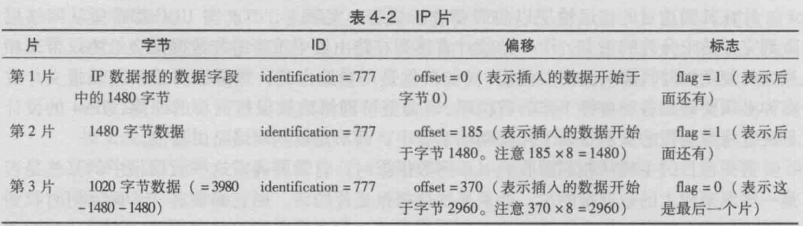 表 4-2 IP 片
片 字节 ID 偏移 标志
第 1 片 IP 数据报的数据字段 identification = 777 offset = 0（表示插入的数据开始于 flag = 1（表示后
中的 1480 字节 字节 0） 面还有）
第 2 片 1480 字节数据 identification = 777 offset = 185（表示插入的数据开始 flag = 1（表示后
于字节 1480。注意 185 × 8 = 1480） 面还有）
第 3 片 1020 字节数据（ = 3980 identification = 777 offset = 370（表示插入的数据开始 flag = 0（表示这
-1480 - 1480） 于字节 2960。注意 370 × 8 = 2960） 是最后一个片）